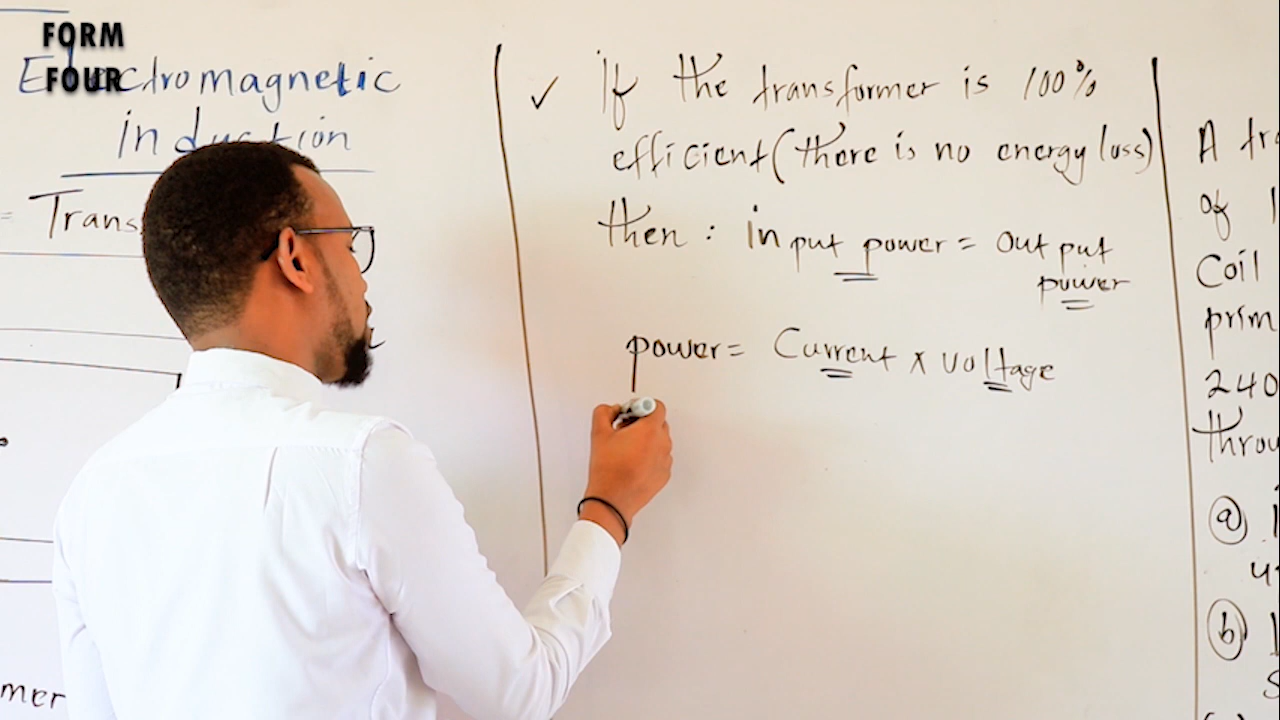 FORM
FOUR
Electromagnetic
induction
= Trans
✓ If the transformer is 100%
efficient (there is no energy loss)
then : input power = output
power
power = Current x voltage
mer
A tr
of
Coil
prim
240
throu
(a)
(b)